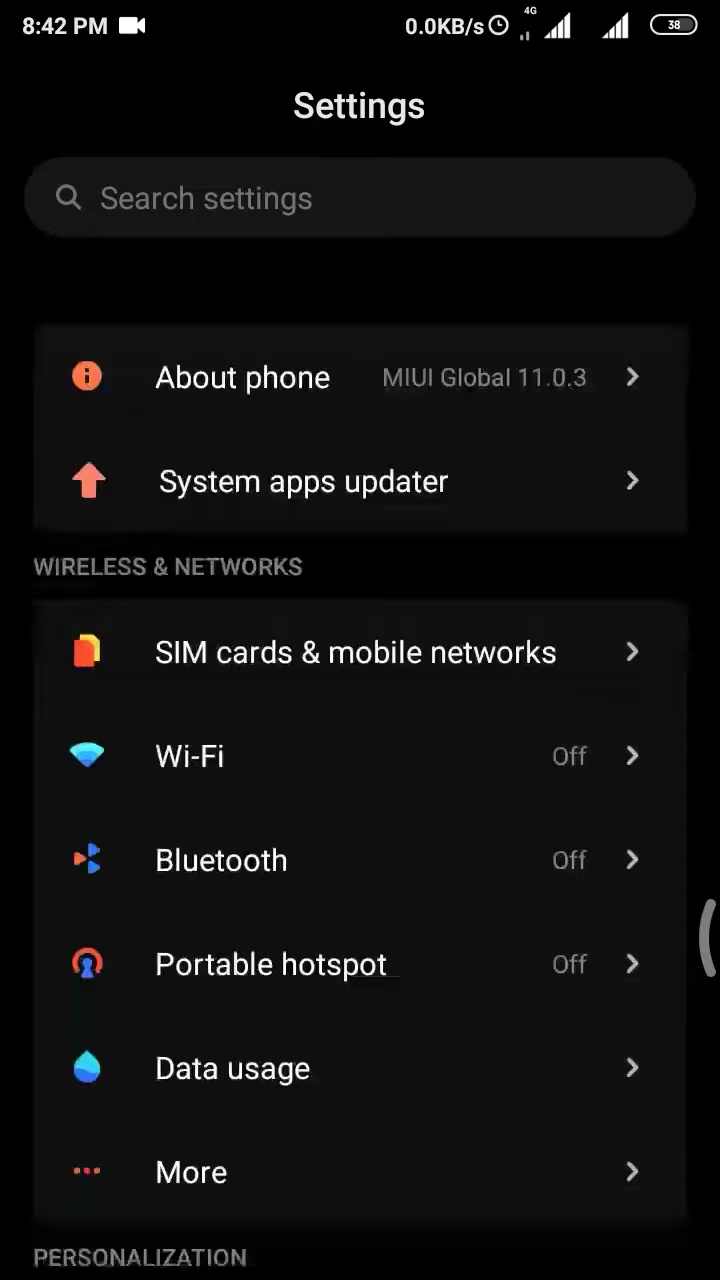 8:42 PM 0.0KB/s 4G 38
Settings
Search settings
About phone MIUI Global 11.0.3
System apps updater
WIRELESS & NETWORKS
SIM cards & mobile networks
Wi-Fi Off
Bluetooth Off
Portable hotspot Off
Data usage
More
PERSONALIZATION